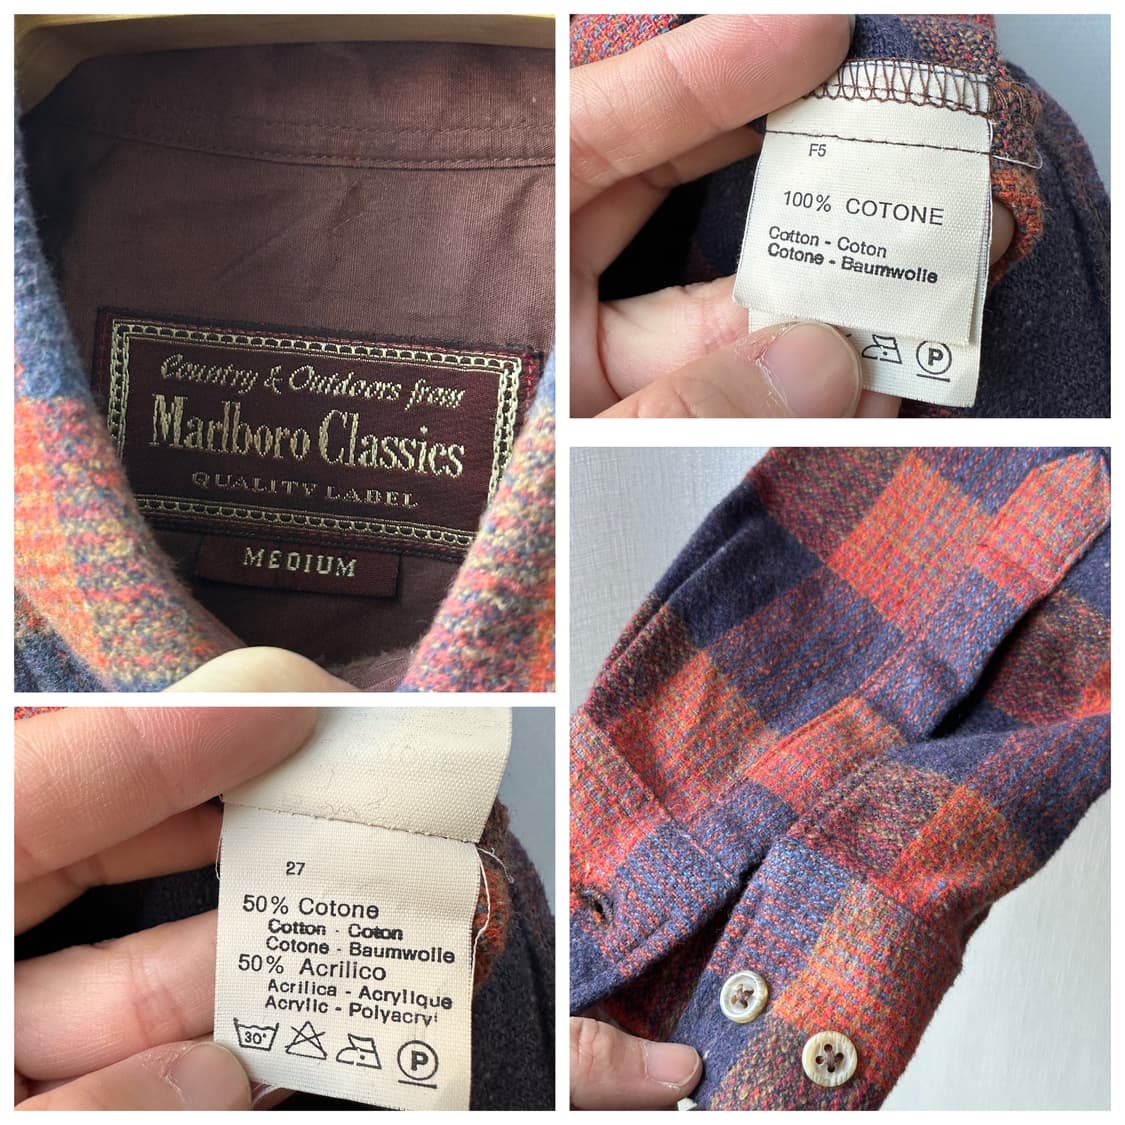 Country & Outdoors from
Marlboro Classics
QUALITY LABEL
MEDIUM
F5
100% COTONE
Cotton - Coton
Cotone - Baumwolle
P
27
50% Cotone
Cotton - Coton
Cotone - Baumwolle
50% Acrilico
Acrilica - Acrylique
Acrylic - Polyacryl
30°
P